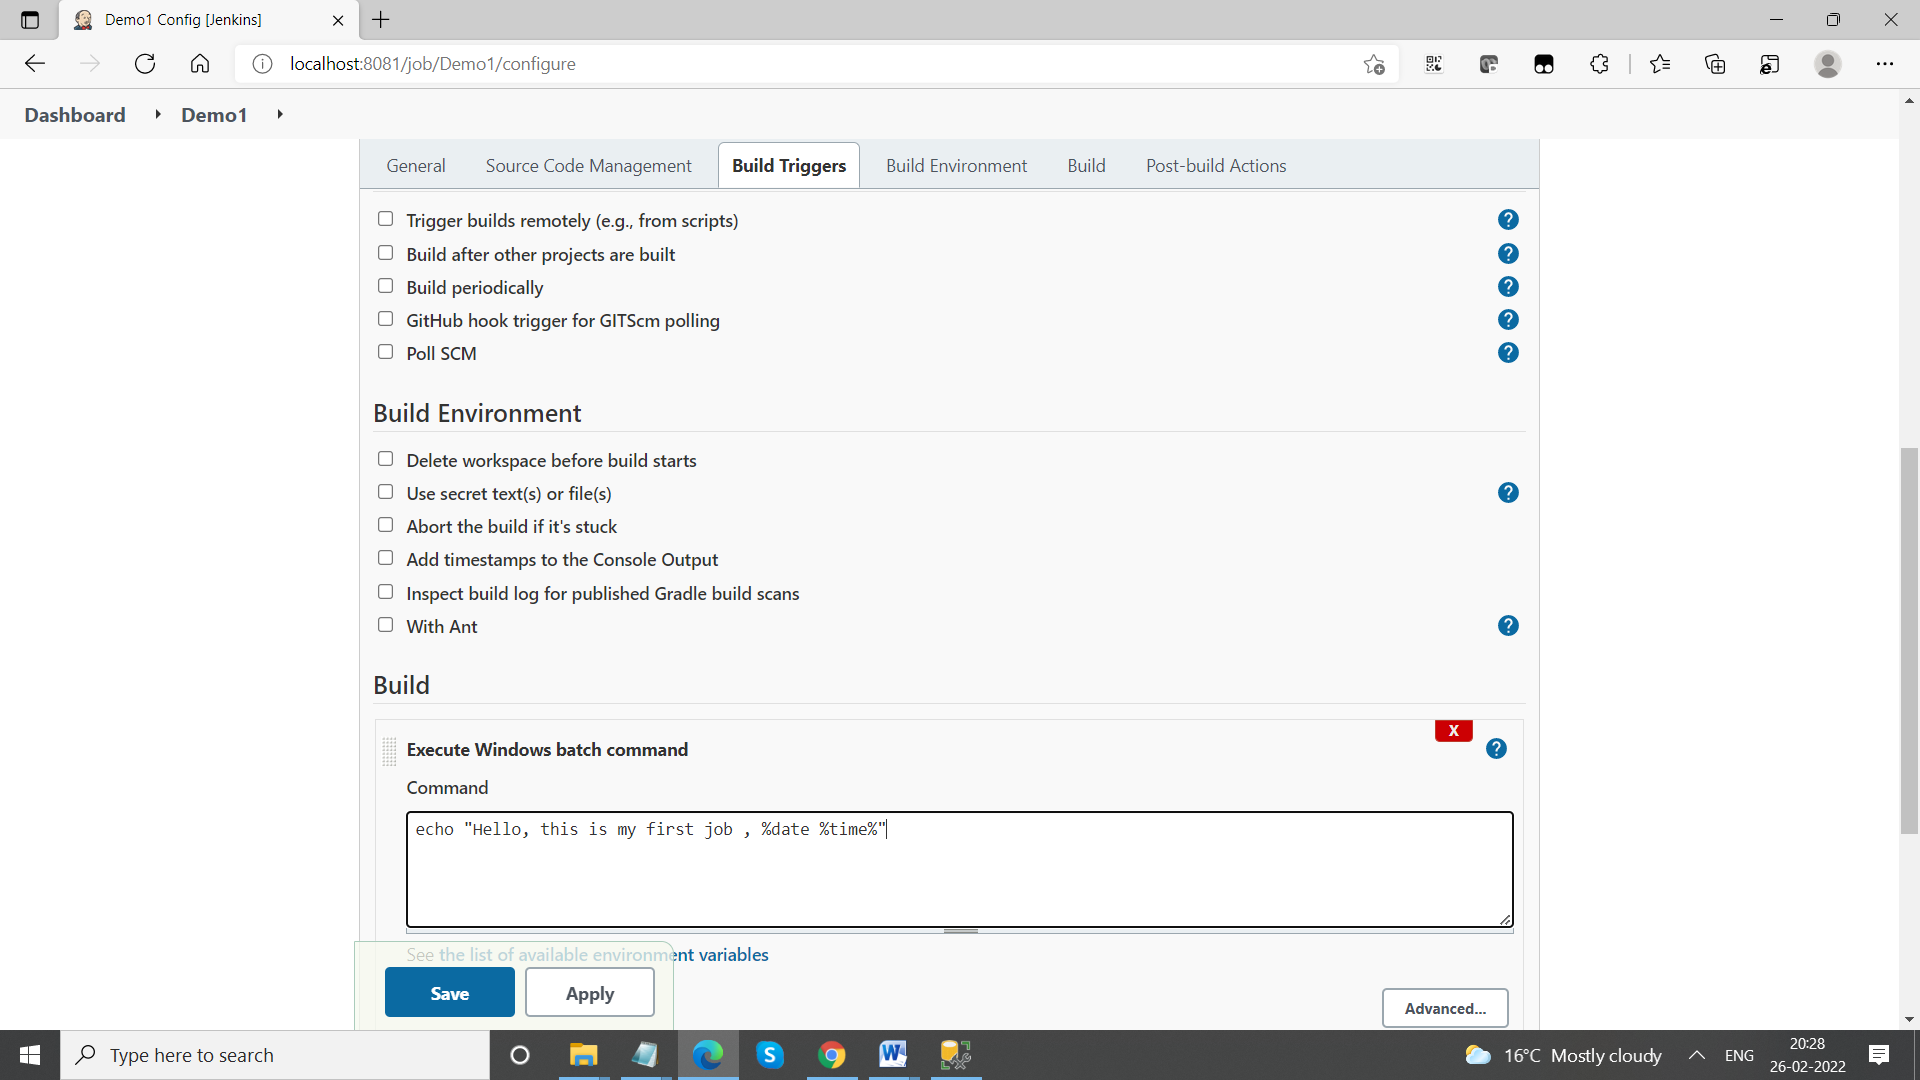 Demo1 Config [Jenkins]
localhost:8081/job/Demo1/configure
Dashboard
Demo1
General
Source Code Management
Build Triggers
Build Environment
Build
Post-build Actions
Trigger builds remotely (e.g., from scripts)
Build after other projects are built
Build periodically
GitHub hook trigger for GITScm polling
Poll SCM
Build Environment
Delete workspace before build starts
Use secret text(s) or file(s)
Abort the build if it's stuck
Add timestamps to the Console Output
Inspect build log for published Gradle build scans
With Ant
Build
X
Execute Windows batch command
Command
echo "Hello, this is my first job , %date %time%"
See the list of available environment variables
Save
Apply
Advanced...
Type here to search
16°C Mostly cloudy
ENG
20:28
26-02-2022